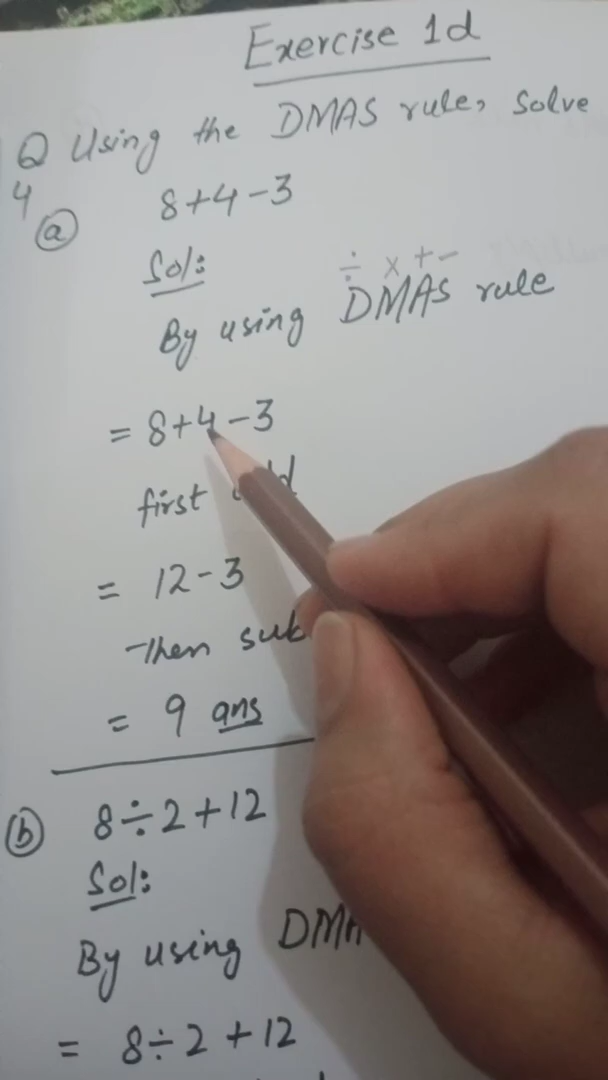 Exercise 1d
Q Using the DMAS rule, Solve
4
(a) 8+4-3
Sol:
÷ × + -
By using DMAS rule
= 8+4-3
first
= 12-3
Then
= 9 ans
(b) 8÷2+12
Sol:
By using
= 8÷2+12